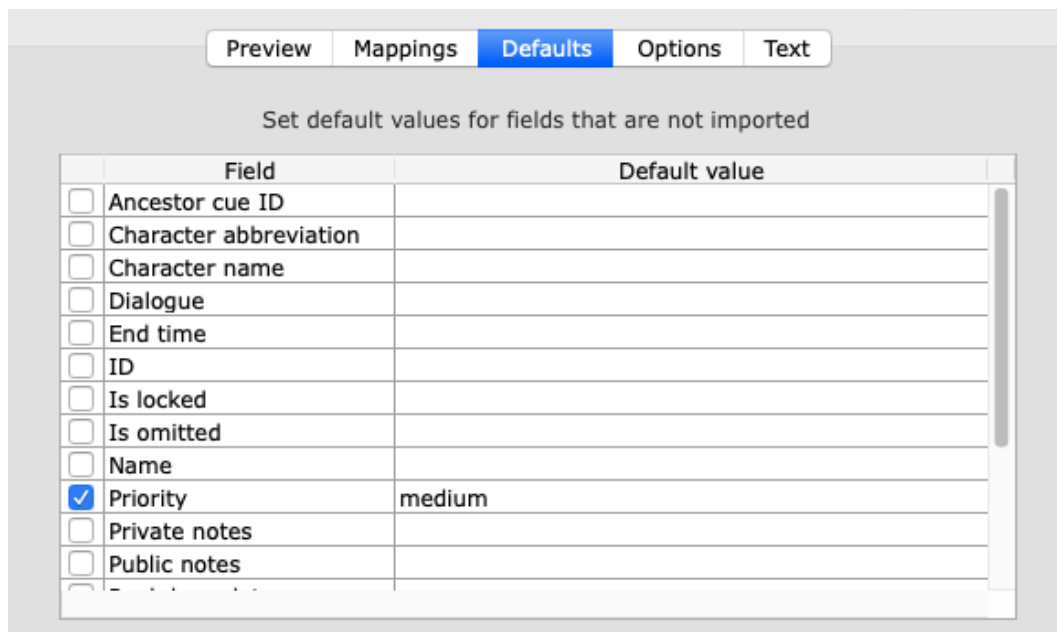 Preview Mappings Defaults Options Text
Set default values for fields that are not imported
Field Default value
Ancestor cue ID
Character abbreviation
Character name
Dialogue
End time
ID
Is locked
Is omitted
Name
Priority medium
Private notes
Public notes